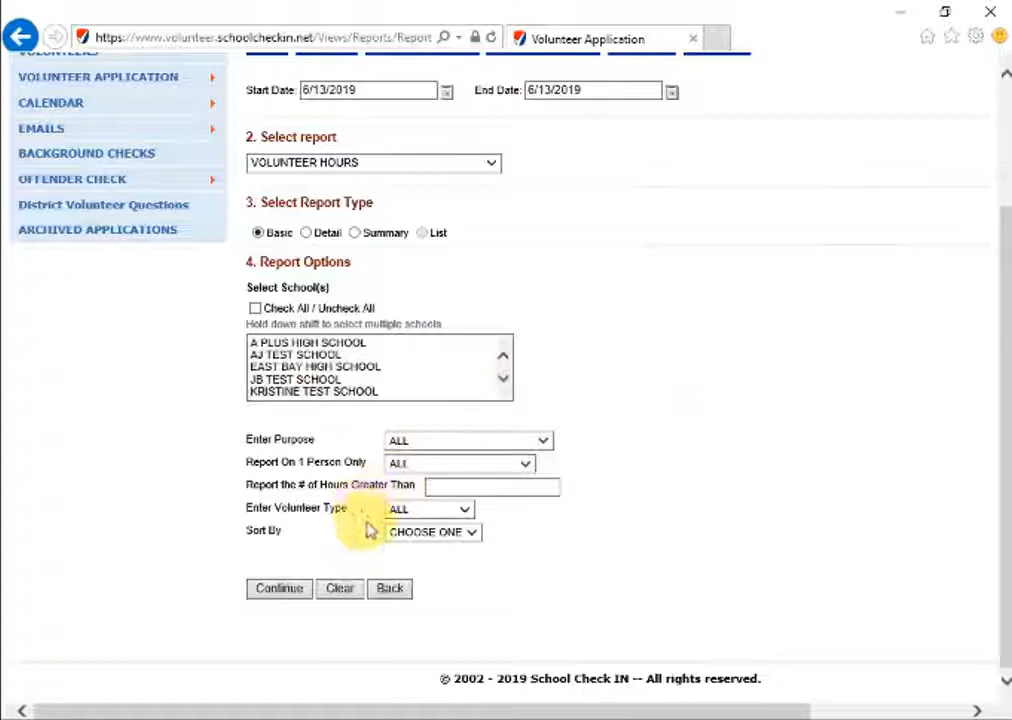 https://www.volunteer.schoolcheckin.net/Views/Reports/Report
Volunteer Application
VOLUNTEERS
VOLUNTEER APPLICATION
CALENDAR
EMAILS
BACKGROUND CHECKS
OFFENDER CHECK
District Volunteer Questions
ARCHIVED APPLICATIONS
Start Date: 6/13/2019 End Date: 6/13/2019
2. Select report
VOLUNTEER HOURS
3. Select Report Type
Basic Detail Summary List
4. Report Options
Select School(s)
Check All / Uncheck All
Hold down shift to select multiple schools
A PLUS HIGH SCHOOL
AJ TEST SCHOOL
EAST BAY HIGH SCHOOL
JB TEST SCHOOL
KRISTINE TEST SCHOOL
Enter Purpose ALL
Report On 1 Person Only ALL
Report the # of Hours Greater Than
Enter Volunteer Type ALL
Sort By CHOOSE ONE
Continue Clear Back
© 2002 - 2019 School Check IN -- All rights reserved.